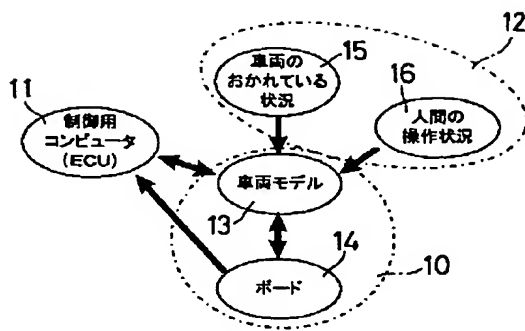 12
15
車両の
おかれている
状況
11
制御用
コンピュータ
(ECU)
16
人間の
操作状況
車両モデル
13
14
ボード
10